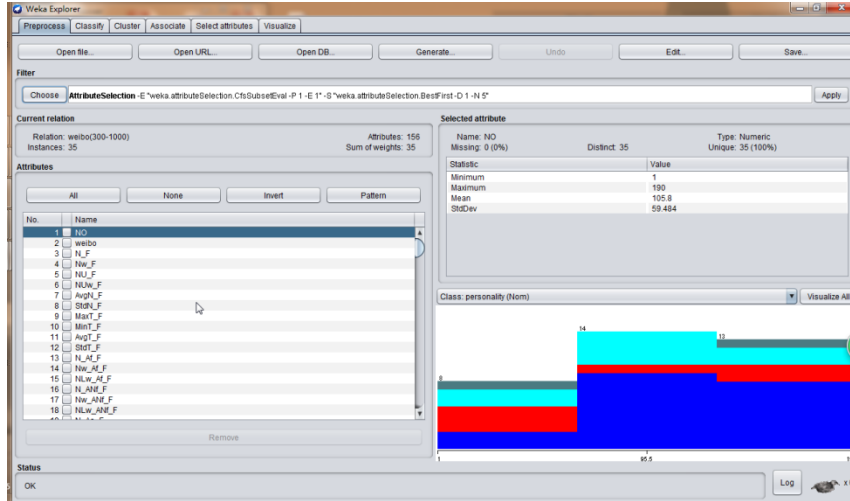 Weka Explorer
Preprocess Classify Cluster Associate Select attributes Visualize
Open file... Open URL... Open DB... Generate... Undo Edit... Save...
Filter
Choose AttributeSelection -E "weka.attributeSelection.CfsSubsetEval -P 1 -E 1" -S "weka.attributeSelection.BestFirst -D 1 -N 5" Apply
Current relation
Relation: weibo(300-1000) Attributes: 156
Instances: 35 Sum of weights: 35
Attributes
All None Invert Pattern
No. Name
1 NO
2 weibo
3 N_F
4 Nw_F
5 NU_F
6 NUw_F
7 AvgN_F
8 StdN_F
9 MaxT_F
10 MinT_F
11 AvgT_F
12 StdT_F
13 N_Af_F
14 Nw_Af_F
15 NLw_Af_F
16 N_ANf_F
17 Nw_ANf_F
18 NLw_ANf_F
Remove
Selected attribute
Name: NO Type: Numeric
Missing: 0 (0%) Distinct: 35 Unique: 35 (100%)
Statistic Value
Minimum 1
Maximum 190
Mean 105.8
StdDev 59.484
Class: personality (Nom) Visualize All
8 14 13
1 95.5
Status
OK Log x